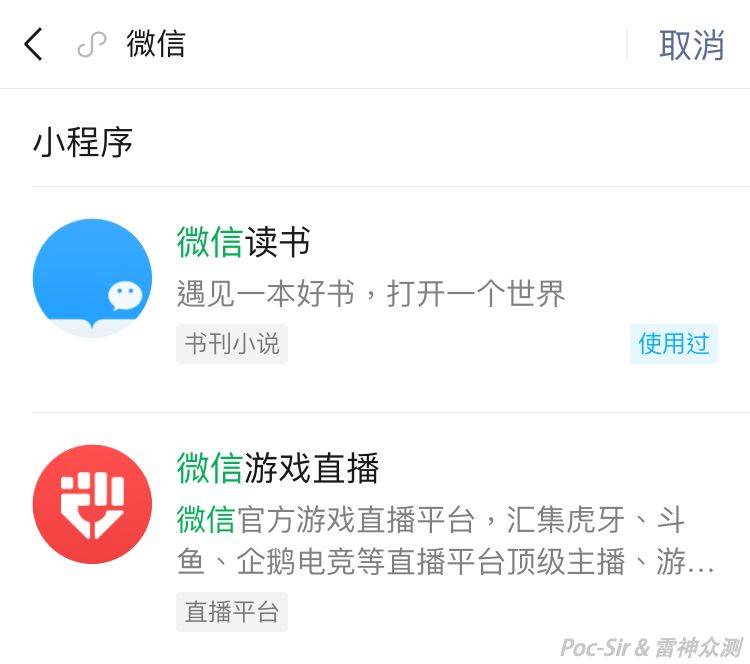 微信
取消
小程序
微信读书
遇见一本好书，打开一个世界
书刊小说
使用过
微信游戏直播
微信官方游戏直播平台，汇集虎牙、斗
鱼、企鹅电竞等直播平台顶级主播、游...
直播平台
Poc-Sir & 雷神众测